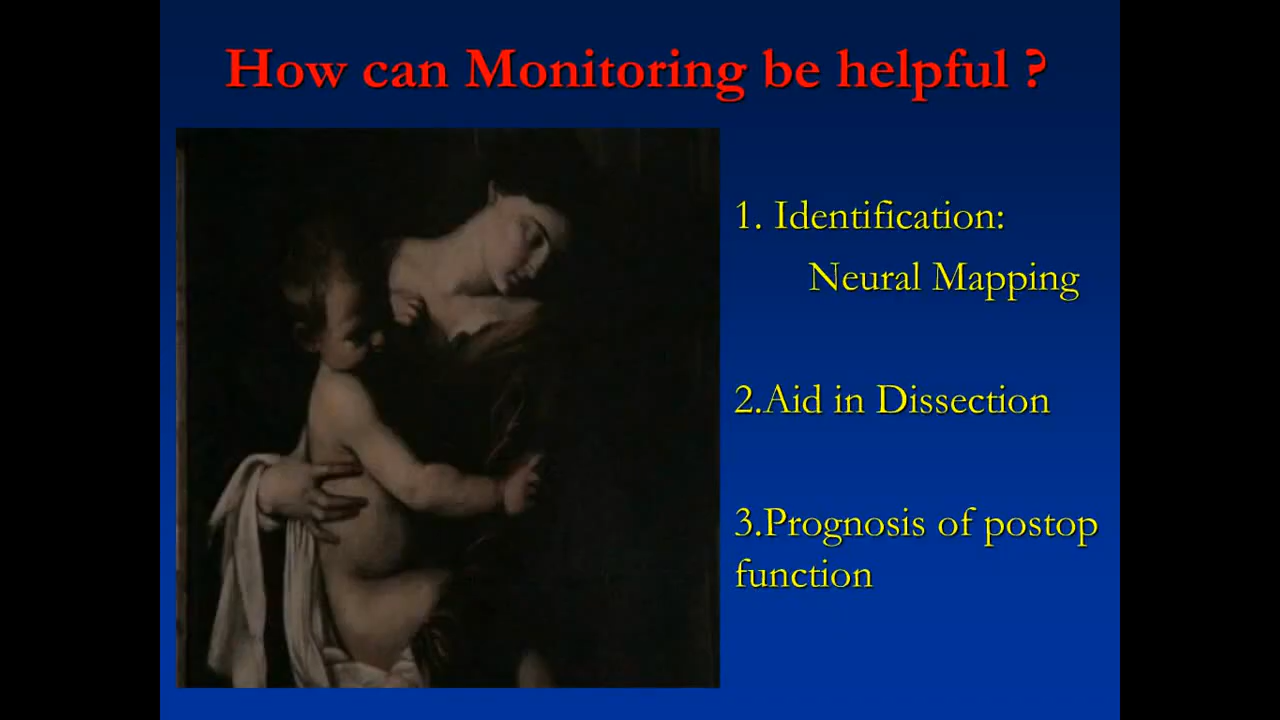 How can Monitoring be helpful ?
1. Identification:
Neural Mapping
2.Aid in Dissection
3.Prognosis of postop
function